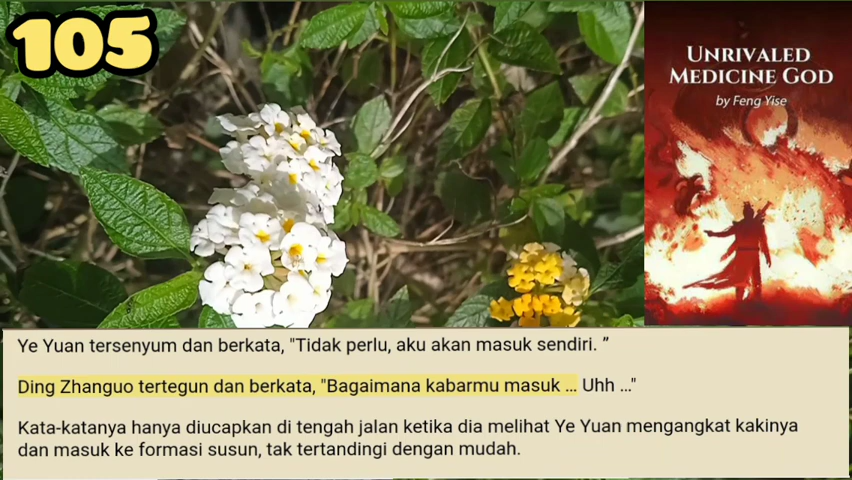 105
UNRIVALED
MEDICINE GOD
by Feng Yise
Ye Yuan tersenyum dan berkata, "Tidak perlu, aku akan masuk sendiri. ”
Ding Zhanguo tertegun dan berkata, "Bagaimana kabarmu masuk ... Uhh ..."
Kata-katanya hanya diucapkan di tengah jalan ketika dia melihat Ye Yuan mengangkat kakinya
dan masuk ke formasi susun, tak tertandingi dengan mudah.